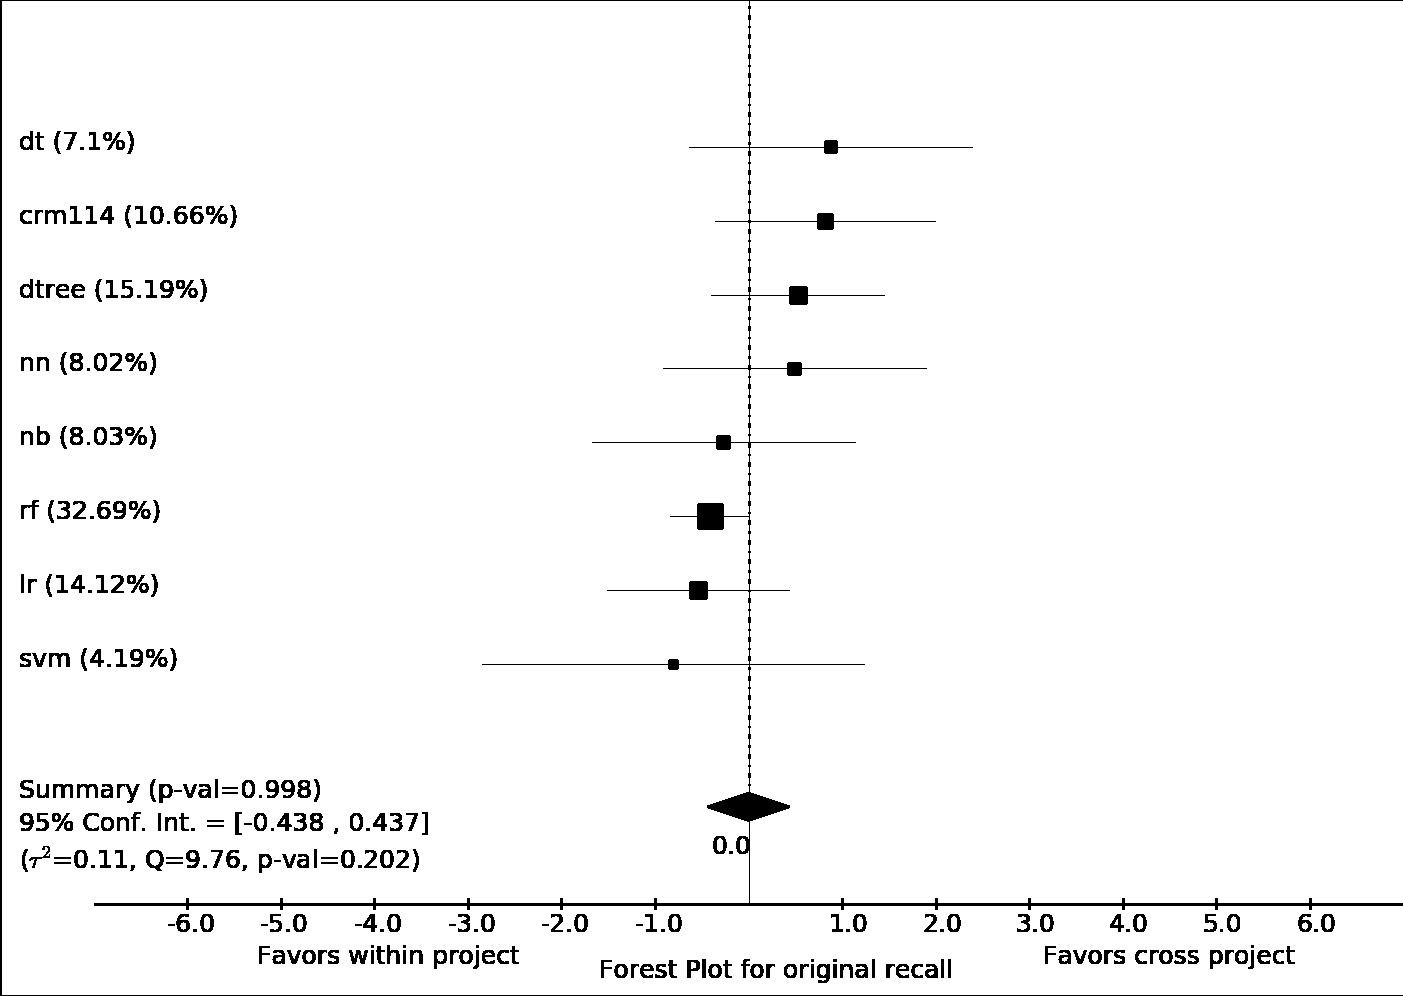 dt (7.1%)
crm114 (10.66%)
dtree (15.19%)
nn (8.02%)
nb (8.03%)
rf (32.69%)
lr (14.12%)
svm (4.19%)
Summary (p-val=0.998)
95% Conf. Int. = [-0.438 , 0.437]
(τ²=0.11, Q=9.76, p-val=0.202)
0.0
-6.0 -5.0 -4.0 -3.0 -2.0 -1.0 1.0 2.0 3.0 4.0 5.0 6.0
Favors within project
Favors cross project
Forest Plot for original recall